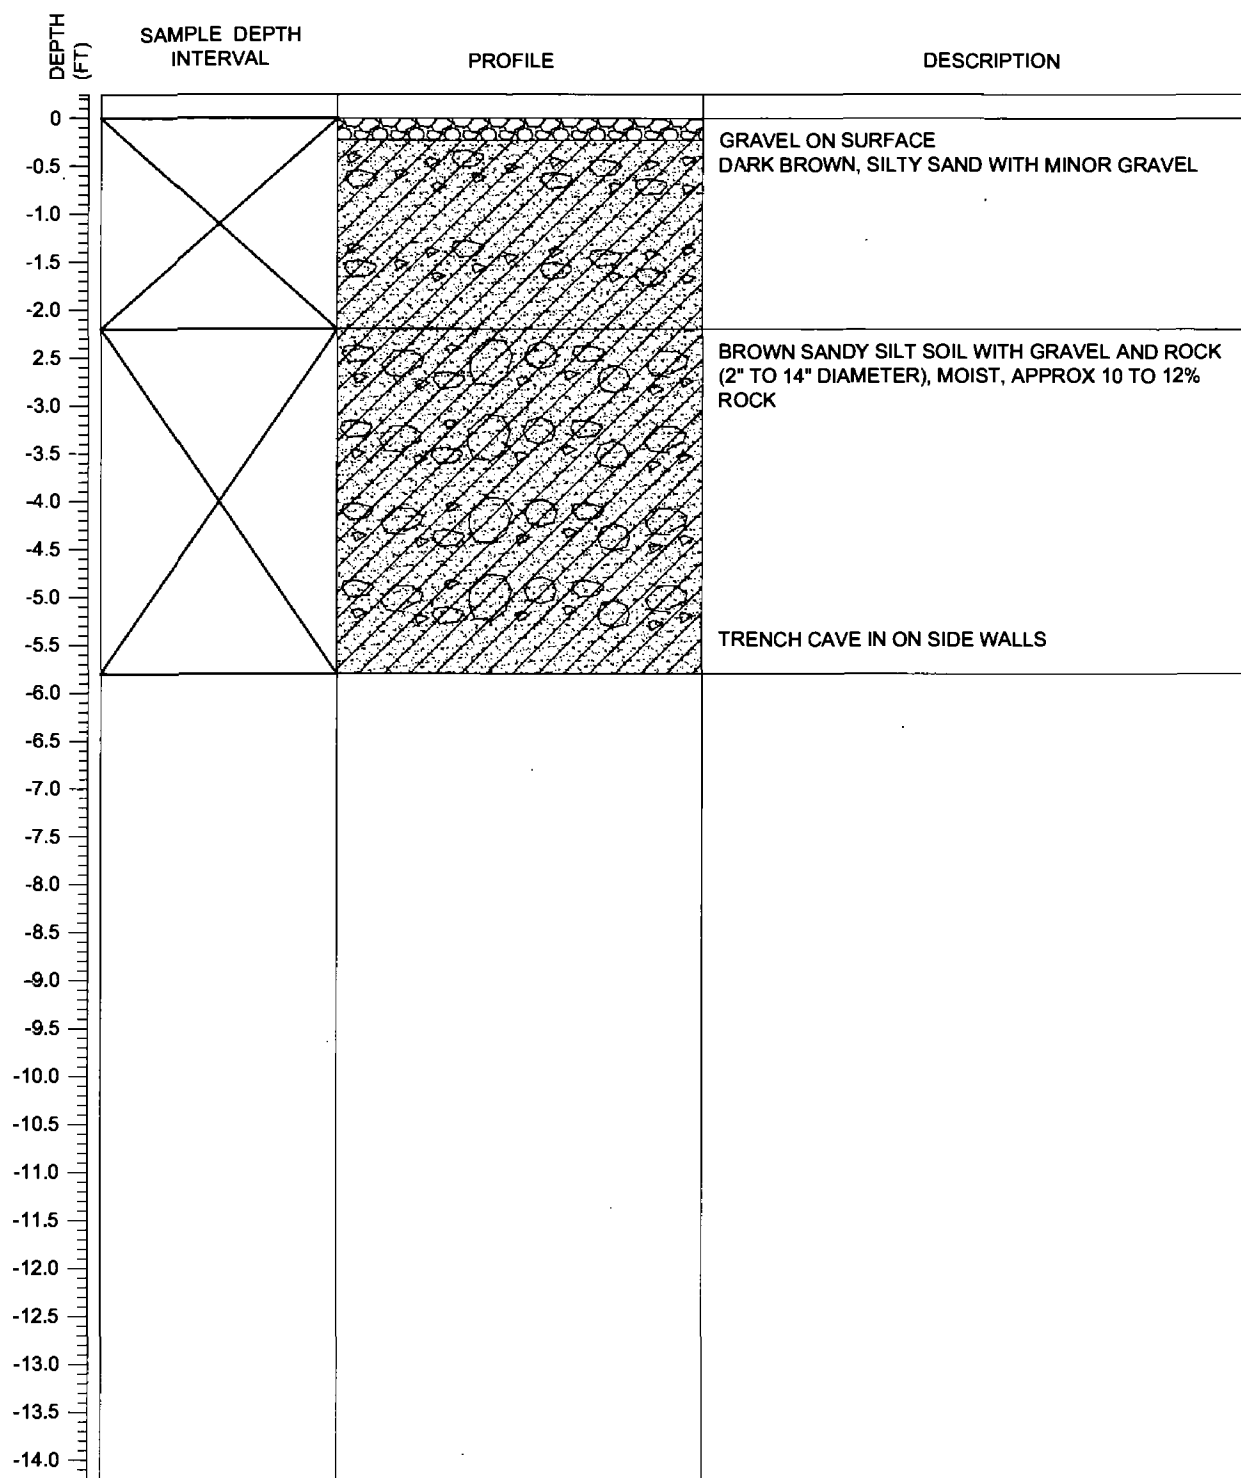 DEPTH
(FT)
SAMPLE DEPTH
INTERVAL
PROFILE
DESCRIPTION
0
-0.5
-1.0
-1.5
-2.0
2.5
-3.0
-3.5
-4.0
-4.5
-5.0
-5.5
-6.0
-6.5
-7.0
-7.5
-8.0
-8.5
-9.0
-9.5
-10.0
-10.5
-11.0
-11.5
-12.0
-12.5
-13.0
-13.5
-14.0
GRAVEL ON SURFACE
DARK BROWN, SILTY SAND WITH MINOR GRAVEL
BROWN SANDY SILT SOIL WITH GRAVEL AND ROCK
(2" TO 14" DIAMETER), MOIST, APPROX 10 TO 12%
ROCK
TRENCH CAVE IN ON SIDE WALLS